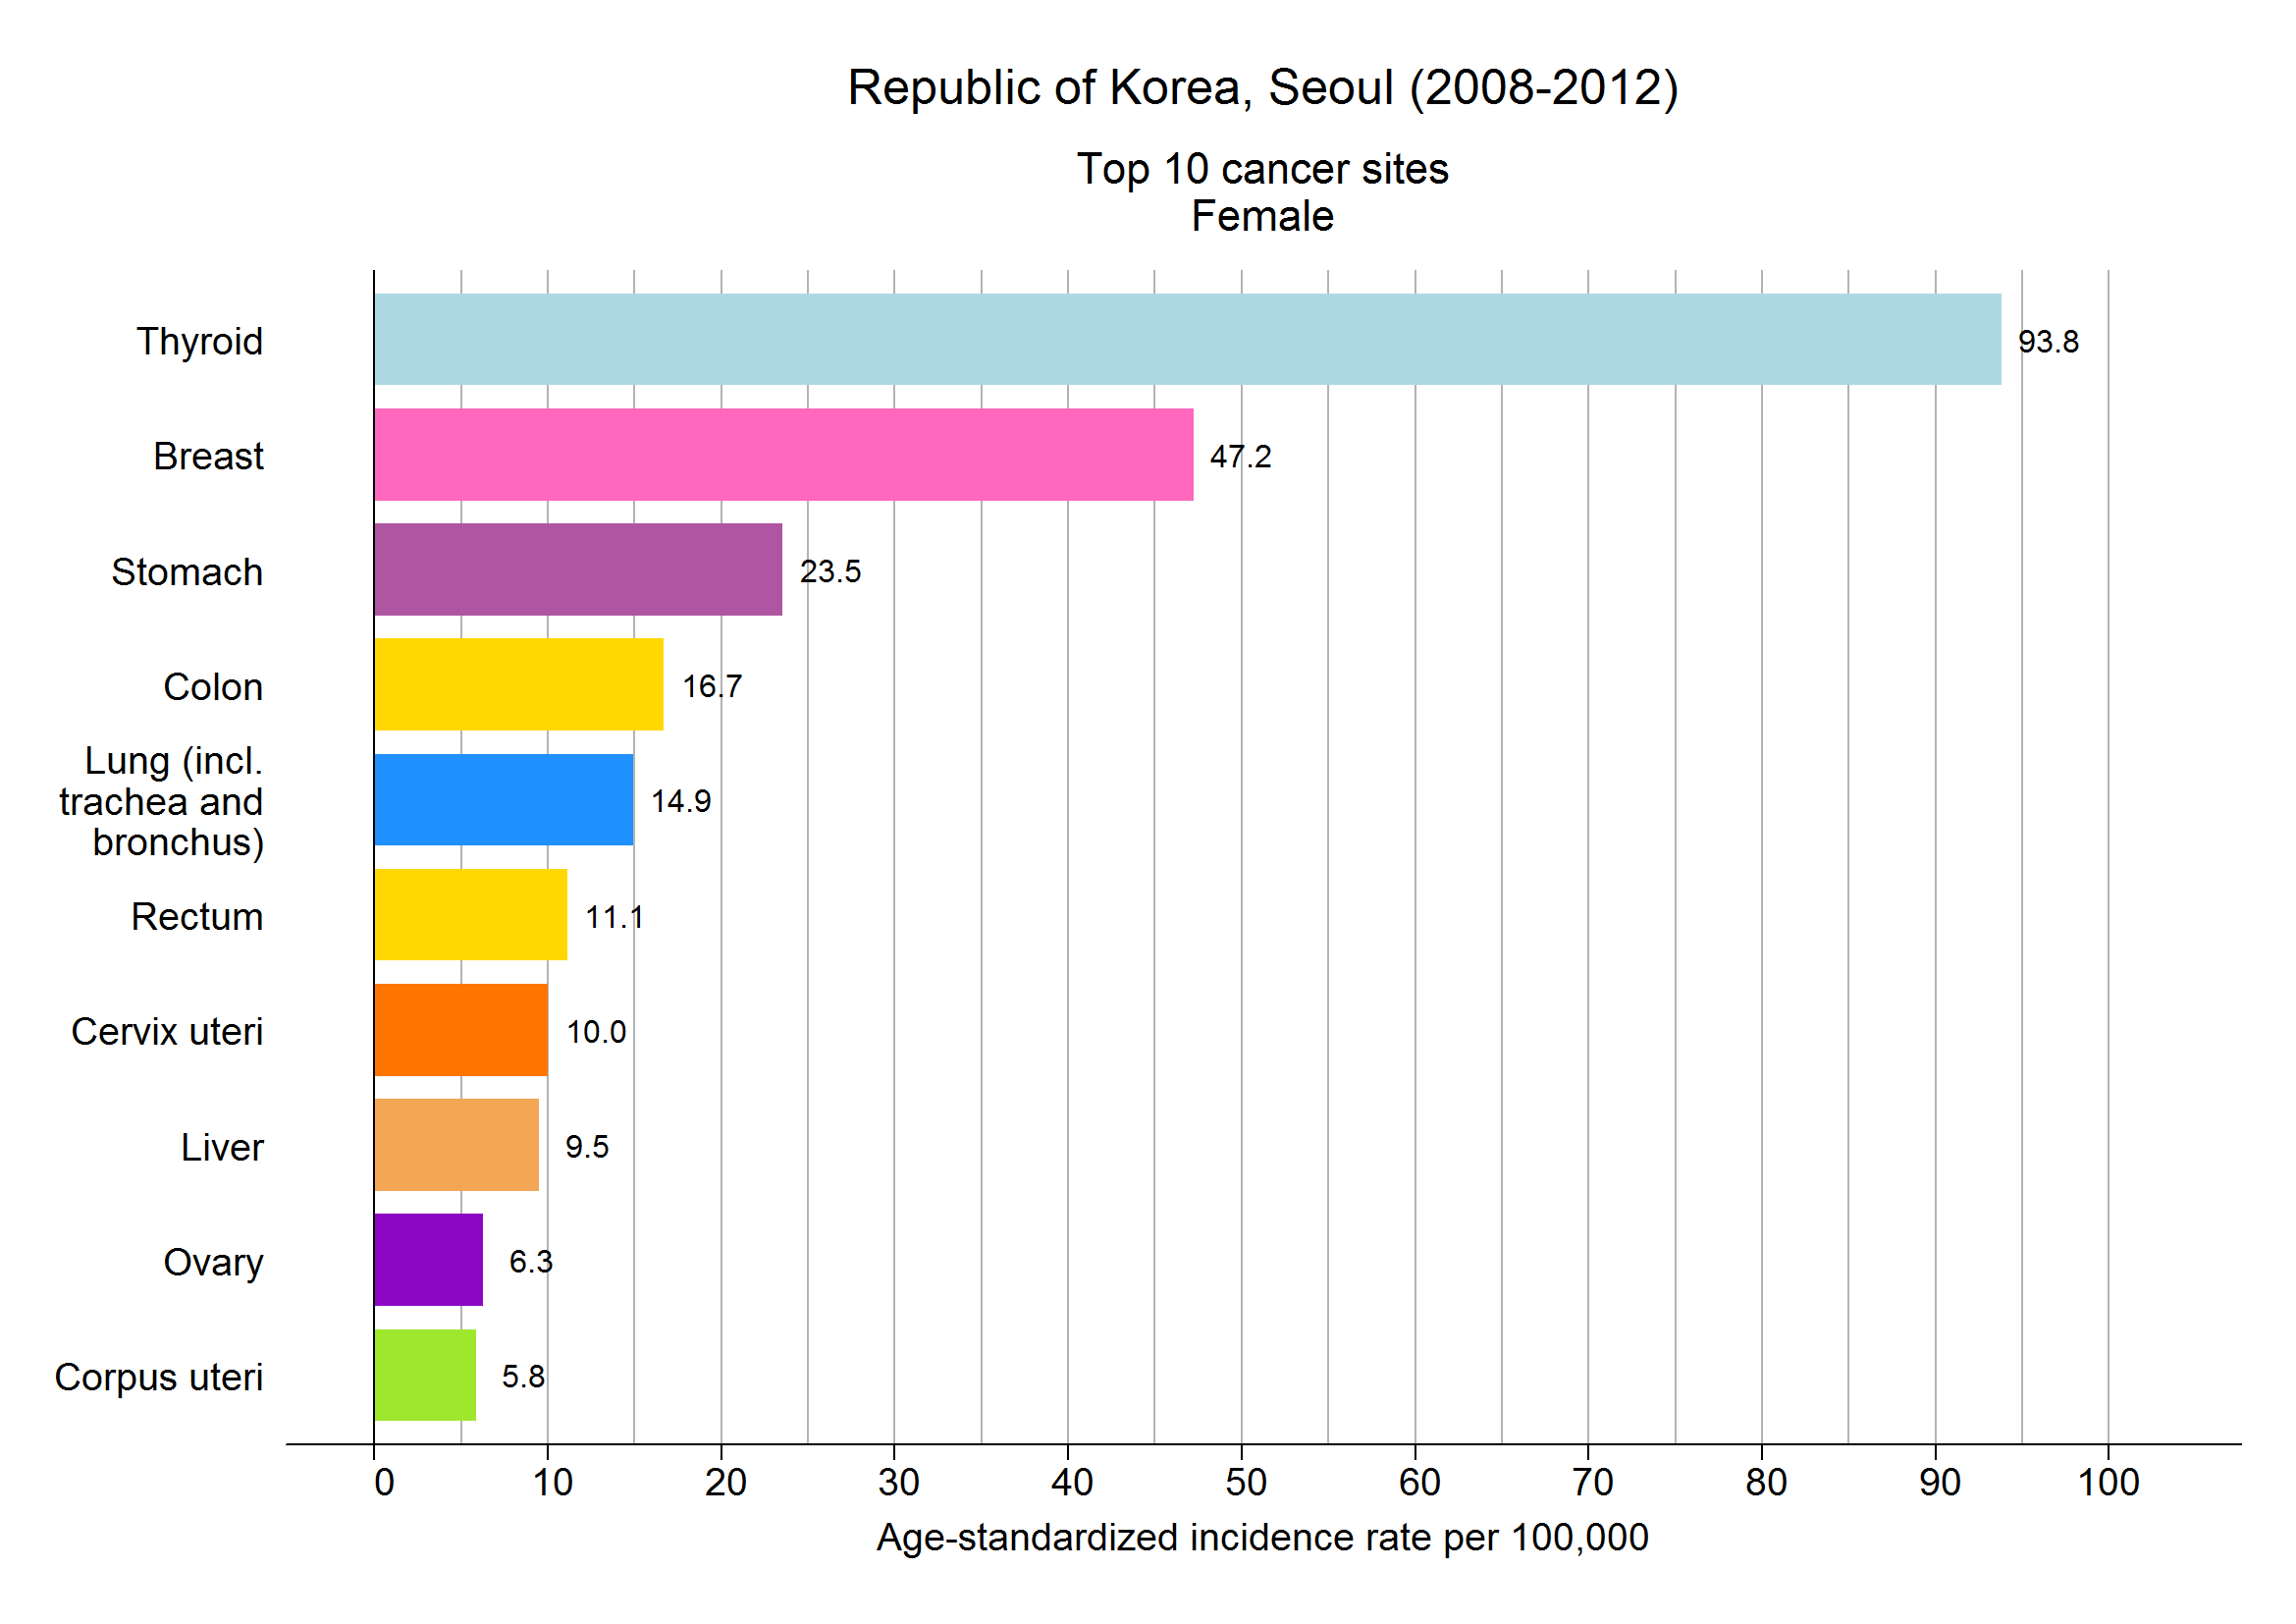 Republic of Korea, Seoul (2008-2012)
Top 10 cancer sites
Female
Thyroid
93.8
Breast
47.2
Stomach
23.5
Colon
16.7
Lung (incl.
trachea and
bronchus)
14.9
Rectum
11.1
Cervix uteri
10.0
Liver
9.5
Ovary
6.3
Corpus uteri
5.8
0 10 20 30 40 50 60 70 80 90 100
Age-standardized incidence rate per 100,000